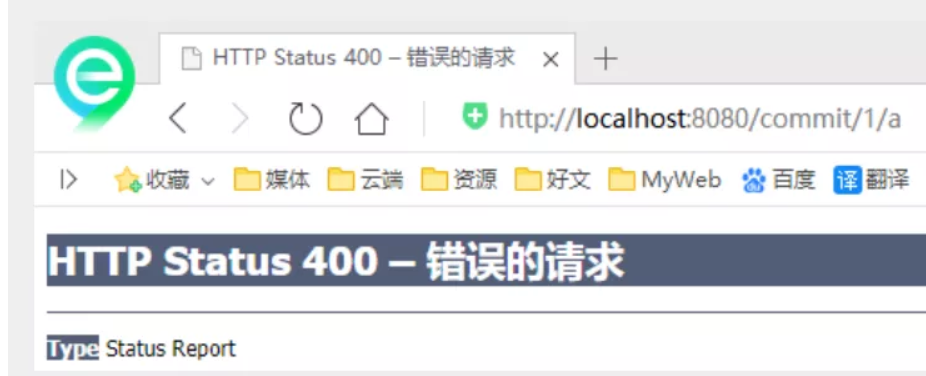 HTTP Status 400 – 错误的请求
http://localhost:8080/commit/1/a
收藏 媒体 云端 资源 好文 MyWeb 百度 译 翻译
HTTP Status 400 – 错误的请求
Type Status Report